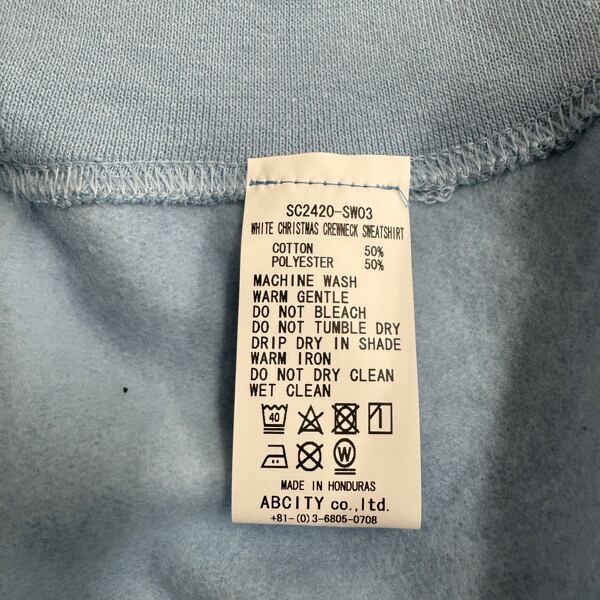 SC2420-SW03
WHITE CHRISTMAS CREWNECK SWEATSHIRT
COTTON 50%
POLYESTER 50%
MACHINE WASH
WARM GENTLE
DO NOT BLEACH
DO NOT TUMBLE DRY
DRIP DRY IN SHADE
WARM IRON
DO NOT DRY CLEAN
WET CLEAN
40
W
MADE IN HONDURAS
ABCITY co.,ltd.
+81-(0)3-6805-0708